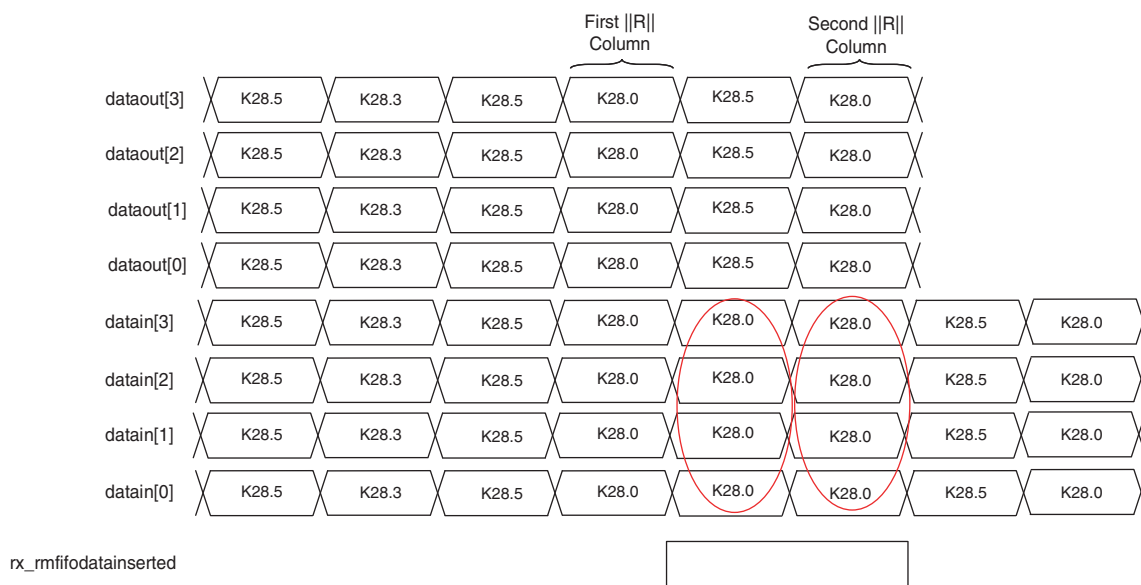 First ||R||
Column
Second ||R||
Column
dataout[3] K28.5 K28.3 K28.5 K28.0 K28.5 K28.0
dataout[2] K28.5 K28.3 K28.5 K28.0 K28.5 K28.0
dataout[1] K28.5 K28.3 K28.5 K28.0 K28.5 K28.0
dataout[0] K28.5 K28.3 K28.5 K28.0 K28.5 K28.0
datain[3] K28.5 K28.3 K28.5 K28.0 K28.0 K28.0 K28.5 K28.0
datain[2] K28.5 K28.3 K28.5 K28.0 K28.0 K28.0 K28.5 K28.0
datain[1] K28.5 K28.3 K28.5 K28.0 K28.0 K28.0 K28.5 K28.0
datain[0] K28.5 K28.3 K28.5 K28.0 K28.0 K28.0 K28.5 K28.0
rx_rmfifodatainserted